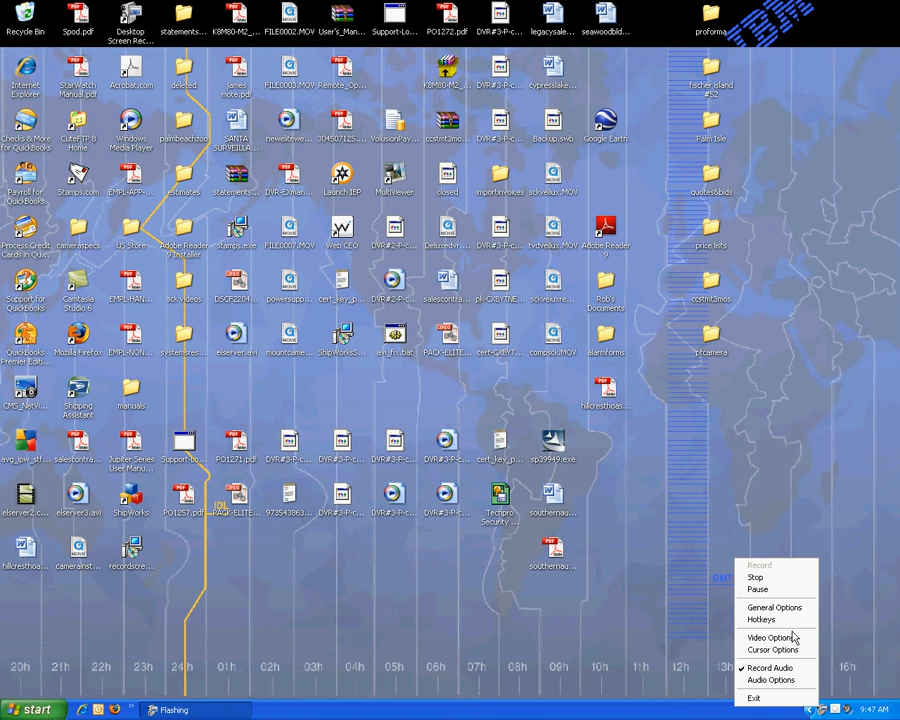 IBM
Recycle Bin
Spod.pdf
Desktop
Screen Rec...
statements...
K8M80-M2_...
FILE0002.MOV
User's_Man...
Support-Lo...
PO1272.pdf
DVR#3-P-c...
legacysale...
seawoodbld...
proforma
Internet
Explorer
StarWatch
Manual.pdf
Acrobat.com
deleted
james
mote.pdf
FILE0003.MOV
Remote_Op...
K8M80-M2_...
DVR#3-P-c...
cypresslake...
fischer island
#52
Checks & More
for QuickBooks
CuteFTP 8
Home
Windows
Media Player
palmbeachzoo
SANTA
SURVEILLA...
newelitewe...
304507125...
VolusionPay...
ccstmt3mo...
DVR#3-P-c...
Backup.swb
Google Earth
Palm Isle
Payroll for
QuickBooks
Stamps.com
EMPL-APP-...
estimates
statements...
DVR-EXman...
Launch IBP
MultiViewer
closed
importinvoices
sckveilux.MOV
quotes&bids
Process Credit
Cards in Qu...
cameraspecs
US Store
Adobe Reader
9 Installer
stamps.exe
FILE0007.MOV
Web CEO
DVR#2-P-c...
Deluxedvr...
DVR#3-P-c...
tvdveilux.MOV
Adobe Reader
9
price lists
Support for
QuickBooks
Camtasia
Studio 6
EMPL-HAN...
sck videos
DSCF2204...
powersupp...
cert_key_p...
DVR#2-P-c...
salescontra...
pk-GXBYTNE...
sckveiluxre...
Rob's
Documents
ccstmt3mos
QuickBooks
Premier Editi...
Mozilla Firefox
EMPL-NON...
systemsres...
elserver.avi
mountcame...
ShipWorksS...
avi_fix.bat
PACK-ELITE...
cert-GXBYT...
compsck.MOV
alarmforms
ptcamera
CMS_NetVi...
Shipping
Assistant
manuals
hillcresthoas...
avg_ipw_stf...
salescontra...
Jupiter Series
User Manu...
Support-Lo...
PO1271.pdf
DVR#3-P-c...
DVR#3-P-c...
DVR#3-P-c...
DVR#3-P-c...
cert_key_p...
sp39949.exe
elserver2.c...
elserver3.avi
ShipWorks
PO1257.pdf
IDL
PACK-ELITE...
973543863...
DVR#3-P-c...
DVR#3-P-c...
DVR#3-P-c...
Techpro
Security ...
southernau...
hillcresthoa...
camerainst...
recordscre...
southernau...
GMT
Record
Stop
Pause
General Options
Hotkeys
Video Options
Cursor Options
Record Audio
Audio Options
Exit
20h 21h 22h 23h 24h 01h 02h 03h 04h 05h 06h 07h 08h 09h 10h 11h 12h 13h 16h
start
Flashing
9:47 AM